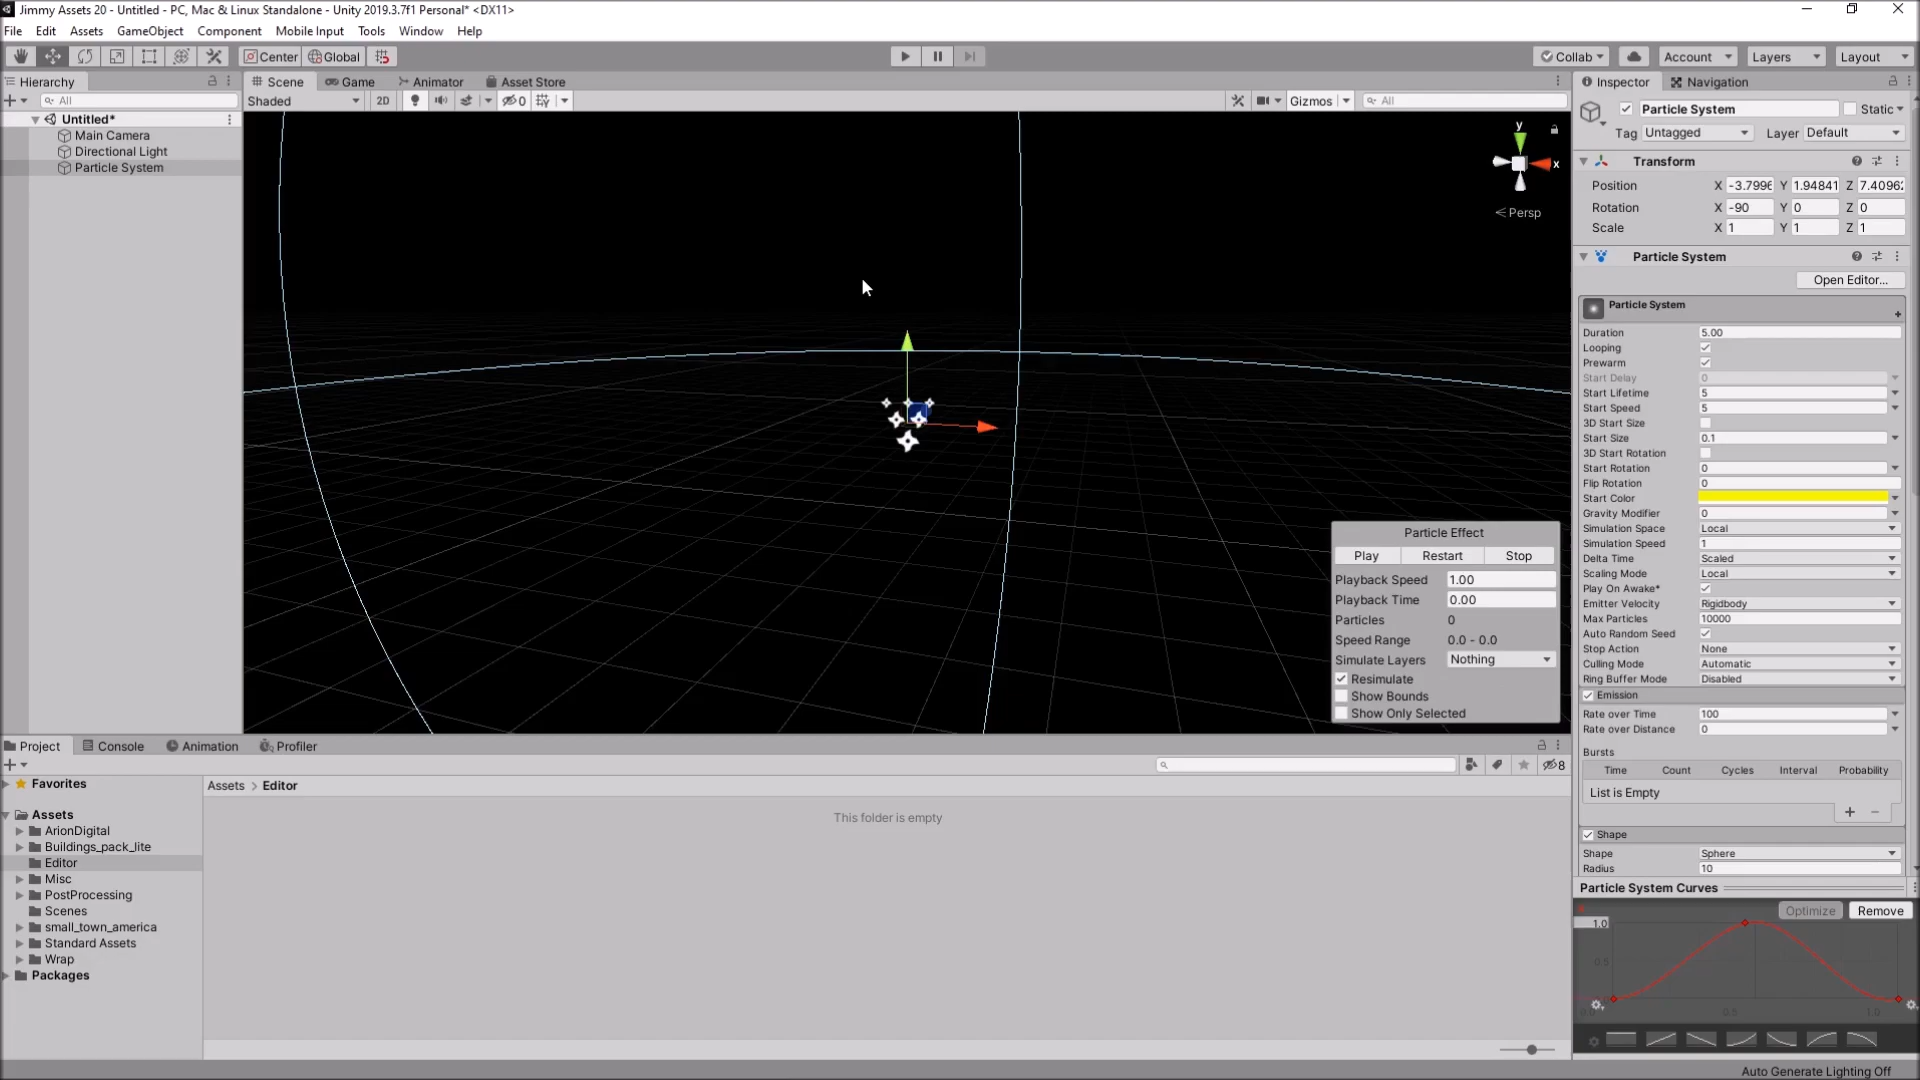 Jimmy Assets 20 - Untitled - PC, Mac & Linux Standalone - Unity 2019.3.7f1 Personal* <DX11>
File Edit Assets GameObject Component Mobile Input Tools Window Help
Center Global Collab Account Layers Layout
Hierarchy
All
Untitled*
Main Camera
Directional Light
Particle System
Scene Game Animator Asset Store
Shaded 2D 0 Gizmos All
y
x
< Persp
Particle Effect
Play Restart Stop
Playback Speed 1.00
Playback Time 0.00
Particles 0
Speed Range 0.0 - 0.0
Simulate Layers Nothing
Resimulate
Show Bounds
Show Only Selected
Inspector Navigation
Particle System Static
Tag Untagged Layer Default
Transform
Position X -3.7996 Y 1.94841 Z 7.40962
Rotation X -90 Y 0 Z 0
Scale X 1 Y 1 Z 1
Particle System
Open Editor...
Particle System
Duration 5.00
Looping
Prewarm
Start Delay 0
Start Lifetime 5
Start Speed 5
3D Start Size
Start Size 0.1
3D Start Rotation
Start Rotation 0
Flip Rotation 0
Start Color
Gravity Modifier 0
Simulation Space Local
Simulation Speed 1
Delta Time Scaled
Scaling Mode Local
Play On Awake*
Emitter Velocity Rigidbody
Max Particles 10000
Auto Random Seed
Stop Action None
Culling Mode Automatic
Ring Buffer Mode Disabled
Emission
Rate over Time 100
Rate over Distance 0
Bursts
Time Count Cycles Interval Probability
List is Empty
Shape
Shape Sphere
Radius 10
Particle System Curves
Optimize Remove
1.0
0.5
0.0 0.5 1.0
Project Console Animation Profiler
8
Favorites
Assets
ArionDigital
Buildings_pack_lite
Editor
Misc
PostProcessing
Scenes
small_town_america
Standard Assets
Wrap
Packages
Assets > Editor
This folder is empty
Auto Generate Lighting Off